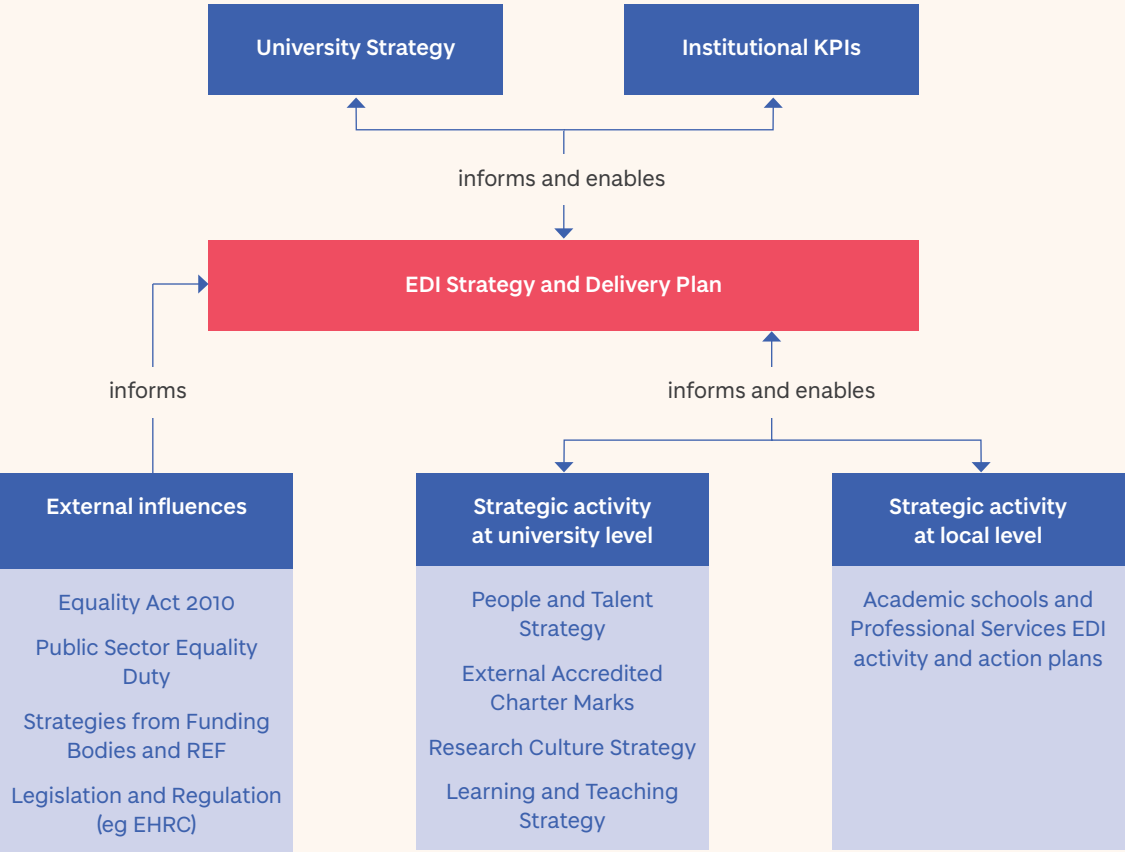 University Strategy
Institutional KPIs
informs and enables
EDI Strategy and Delivery Plan
informs
informs and enables
External influences
Equality Act 2010
Public Sector Equality
Duty
Strategies from Funding
Bodies and REF
Legislation and Regulation
(eg EHRC)
Strategic activity
at university level
People and Talent
Strategy
External Accredited
Charter Marks
Research Culture Strategy
Learning and Teaching
Strategy
Strategic activity
at local level
Academic schools and
Professional Services EDI
activity and action plans